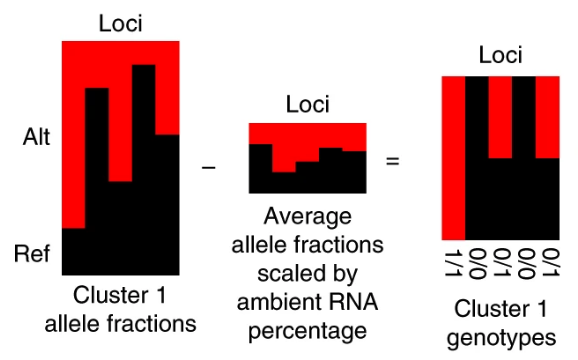 Loci
Alt
Ref
Cluster 1
allele fractions
–
Loci
Average
allele fractions
scaled by
ambient RNA
percentage
=
Loci
1/1
0/0
0/1
0/0
0/1
Cluster 1
genotypes